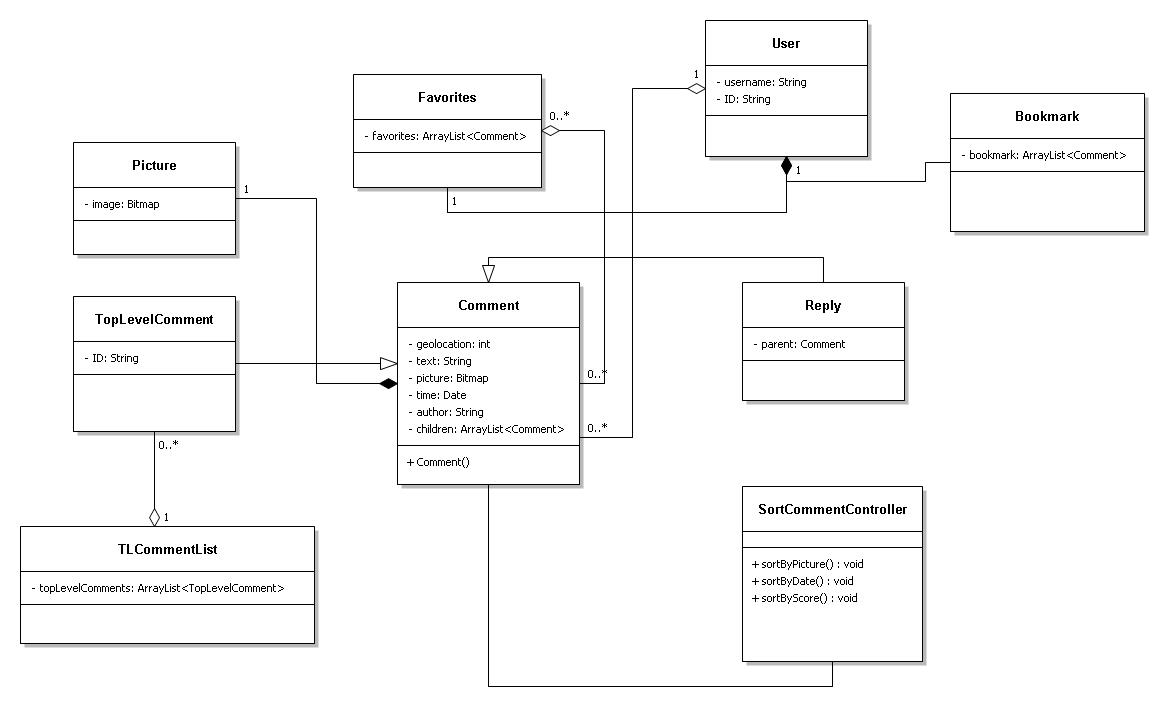 User
- username: String
- ID: String
1
1
Favorites
- favorites: ArrayList<Comment>
0..*
1
Bookmark
- bookmark: ArrayList<Comment>
Picture
- image: Bitmap
1
TopLevelComment
- ID: String
0..*
Comment
- geolocation: int
- text: String
- picture: Bitmap
- time: Date
- author: String
- children: ArrayList<Comment>
+ Comment()
0..*
0..*
Reply
- parent: Comment
1
TLCommentList
- topLevelComments: ArrayList<TopLevelComment>
SortCommentController
+ sortByPicture() : void
+ sortByDate() : void
+ sortByScore() : void